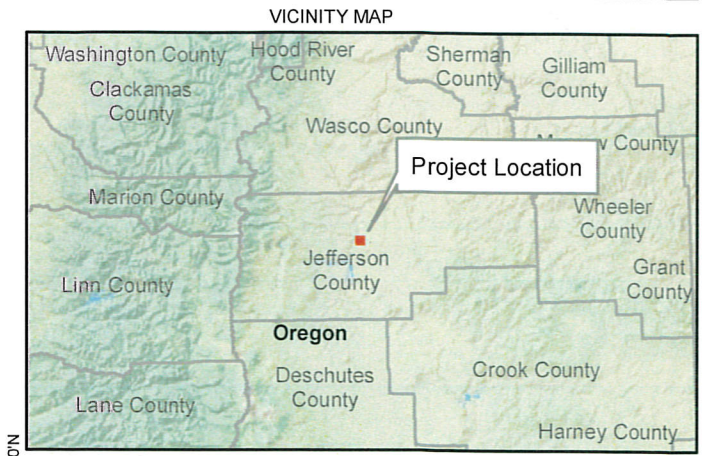 VICINITY MAP
Washington County
Hood River
County
Sherman
County
Gilliam
County
Clackamas
County
Wasco County
County
Project Location
Marion County
Wheeler
County
Jefferson
County
Grant
County
Linn County
Oregon
Deschutes
County
Crook County
Lane County
Harney County
0'N